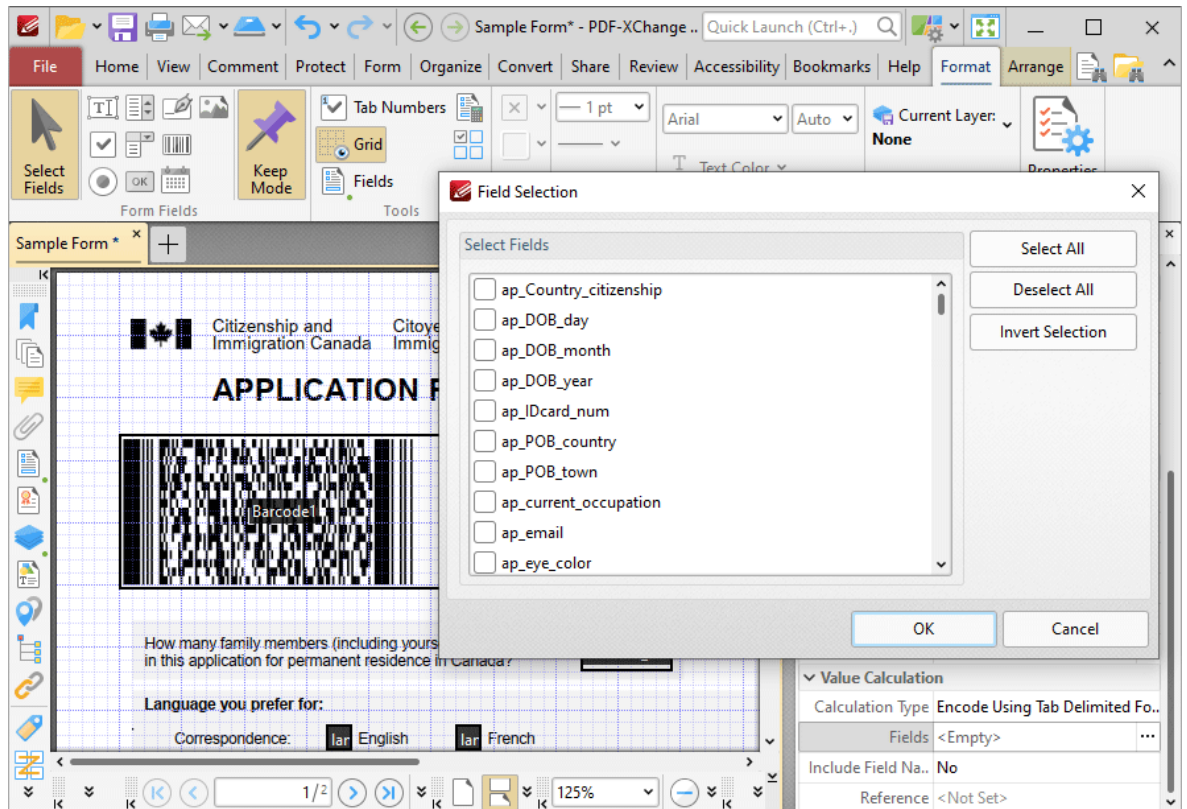 Sample Form* - PDF-XChange ..
Quick Launch (Ctrl+.)
File Home View Comment Protect Form Organize Convert Share Review Accessibility Bookmarks Help Format Arrange
Tab Numbers
1 pt
Arial
Auto
Current Layer:
None
Grid
Select
Fields
OK
Keep
Mode
Fields
Text Color
Properties
Form Fields
Tools
Sample Form *
Field Selection
Select Fields
ap_Country_citizenship
ap_DOB_day
ap_DOB_month
ap_DOB_year
ap_IDcard_num
ap_POB_country
ap_POB_town
ap_current_occupation
ap_email
ap_eye_color
Select All
Deselect All
Invert Selection
OK
Cancel
Citizenship and
Immigration Canada
Citoye
Immig
APPLICATION F
Barcode1
How many family members (including yours
in this application for permanent residence in Canada?
Language you prefer for:
Correspondence: lar English lar French
Value Calculation
Calculation Type Encode Using Tab Delimited Fo..
Fields <Empty> ...
Include Field Na.. No
Reference <Not Set>
1/2
125%